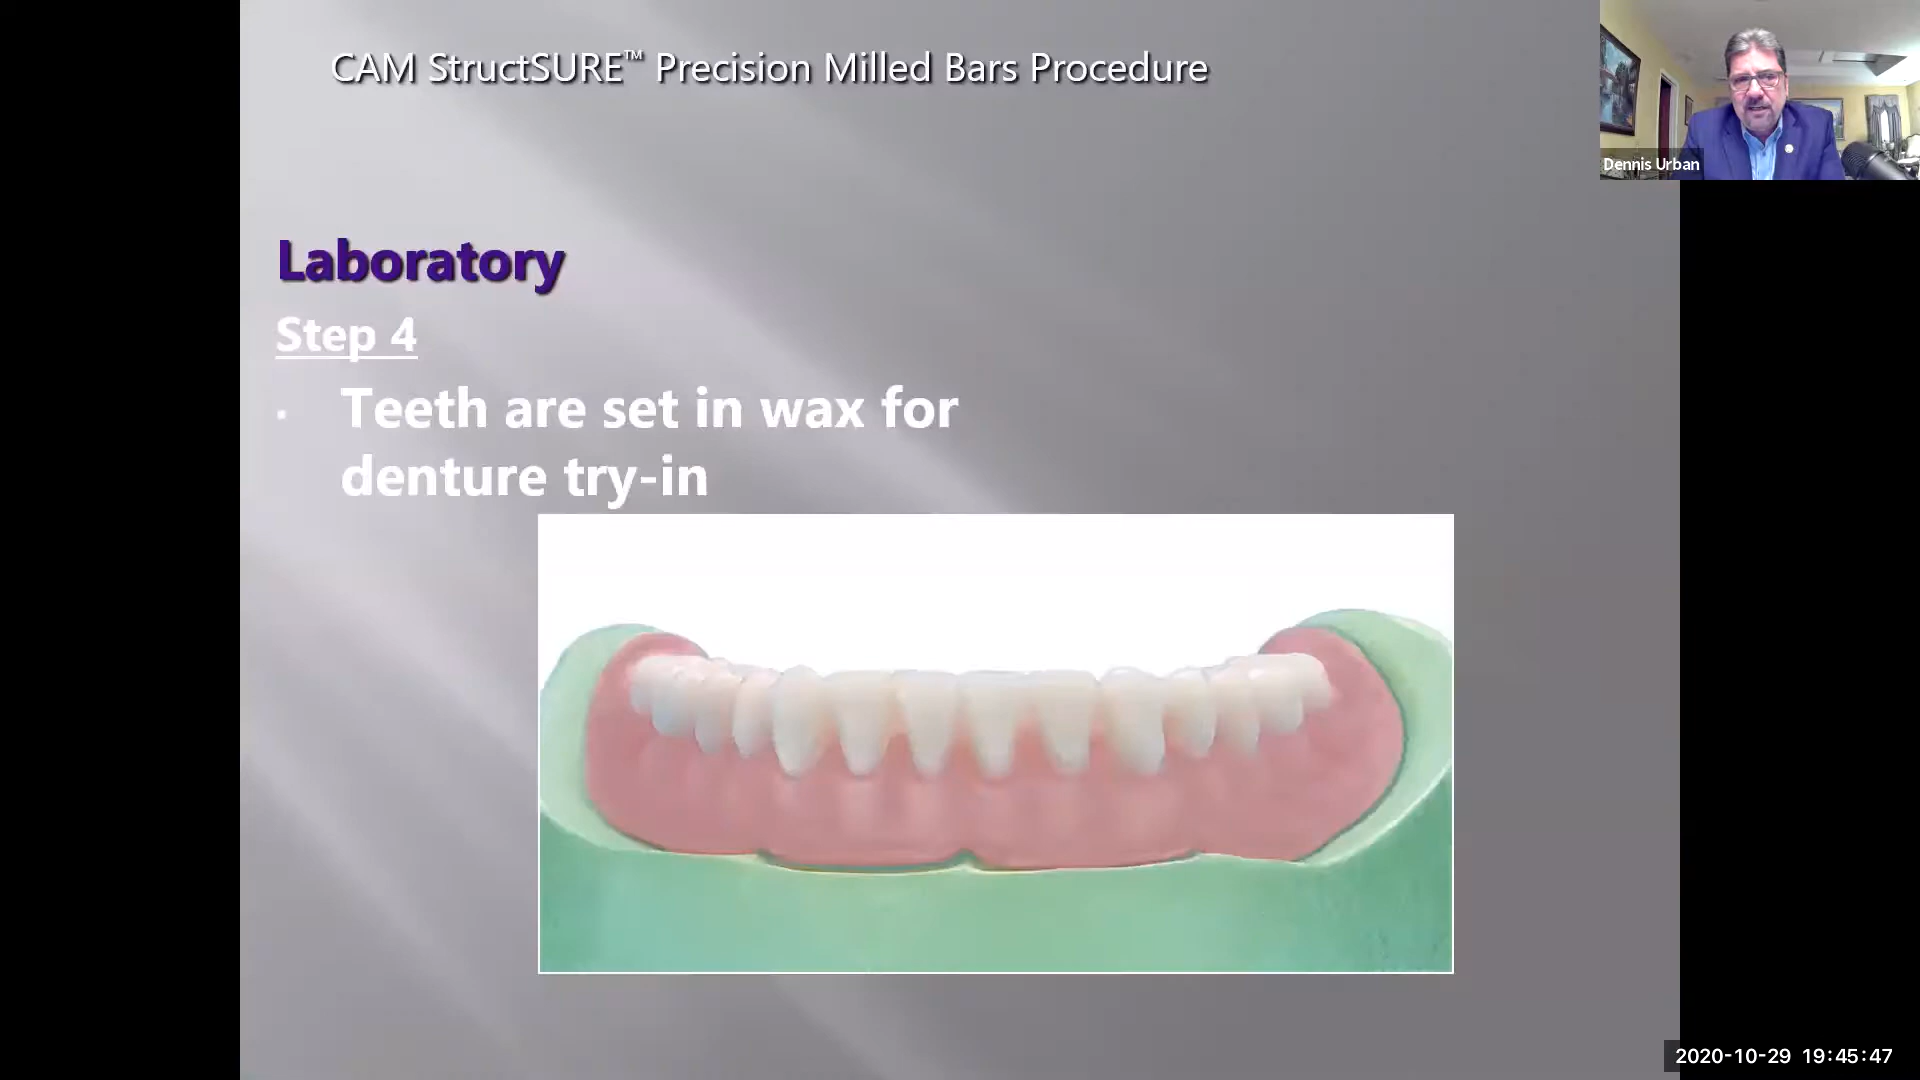 CAM StructSURE™ Precision Milled Bars Procedure
Dennis Urban
Laboratory
Step 4
▪ Teeth are set in wax for
denture try-in
2020-10-29 19:45:47